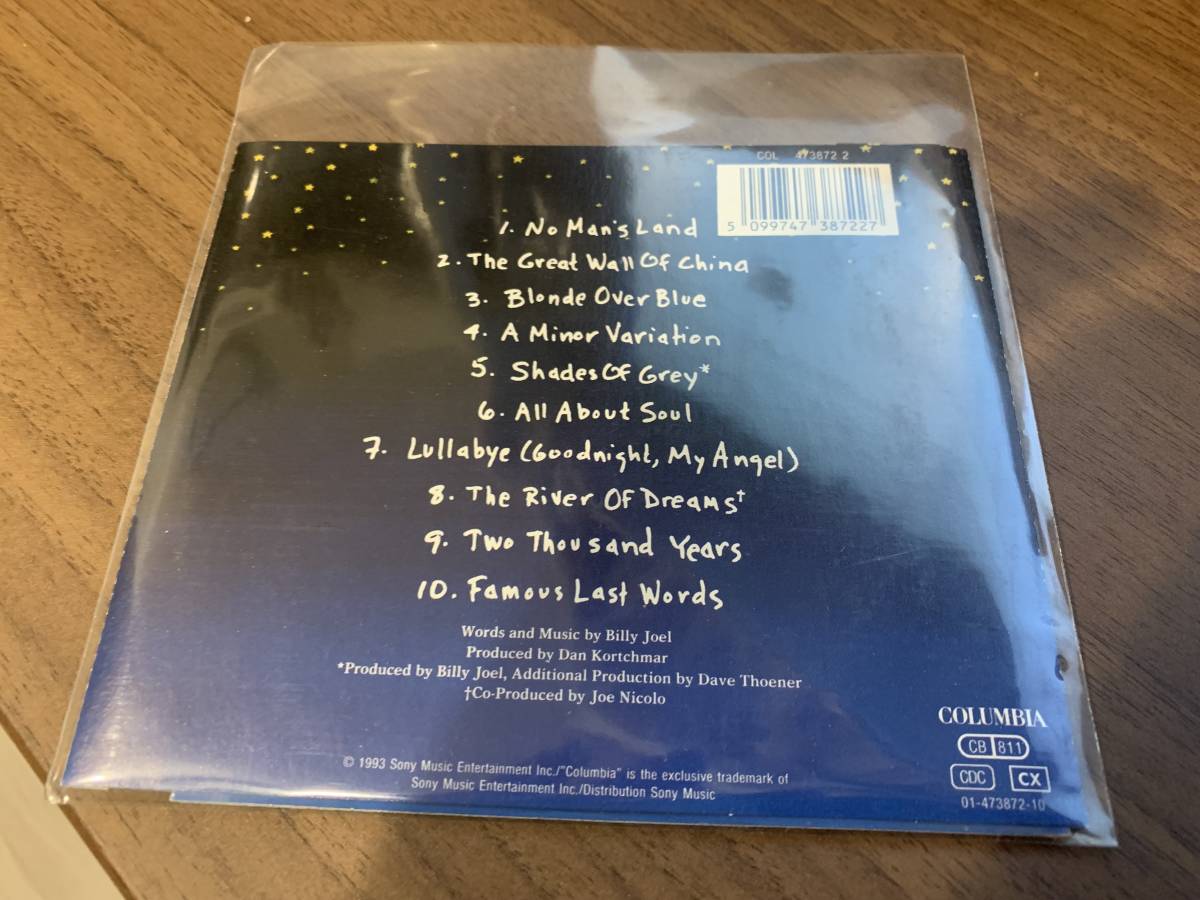 COL 473872 2
5 099747 387227
1. No Man's Land
2. The Great Wall Of China
3. Blonde Over Blue
4. A Minor Variation
5. Shades Of Grey*
6. All About Soul
7. Lullabye (Goodnight, My Angel)
8. The River Of Dreams†
9. Two Thousand Years
10. Famous Last Words
Words and Music by Billy Joel
Produced by Dan Kortchmar
*Produced by Billy Joel, Additional Production by Dave Thoener
†Co-Produced by Joe Nicolo
COLUMBIA
CB 811
CDC CX
01-473872-10
© 1993 Sony Music Entertainment Inc./"Columbia" is the exclusive trademark of
Sony Music Entertainment Inc./Distribution Sony Music